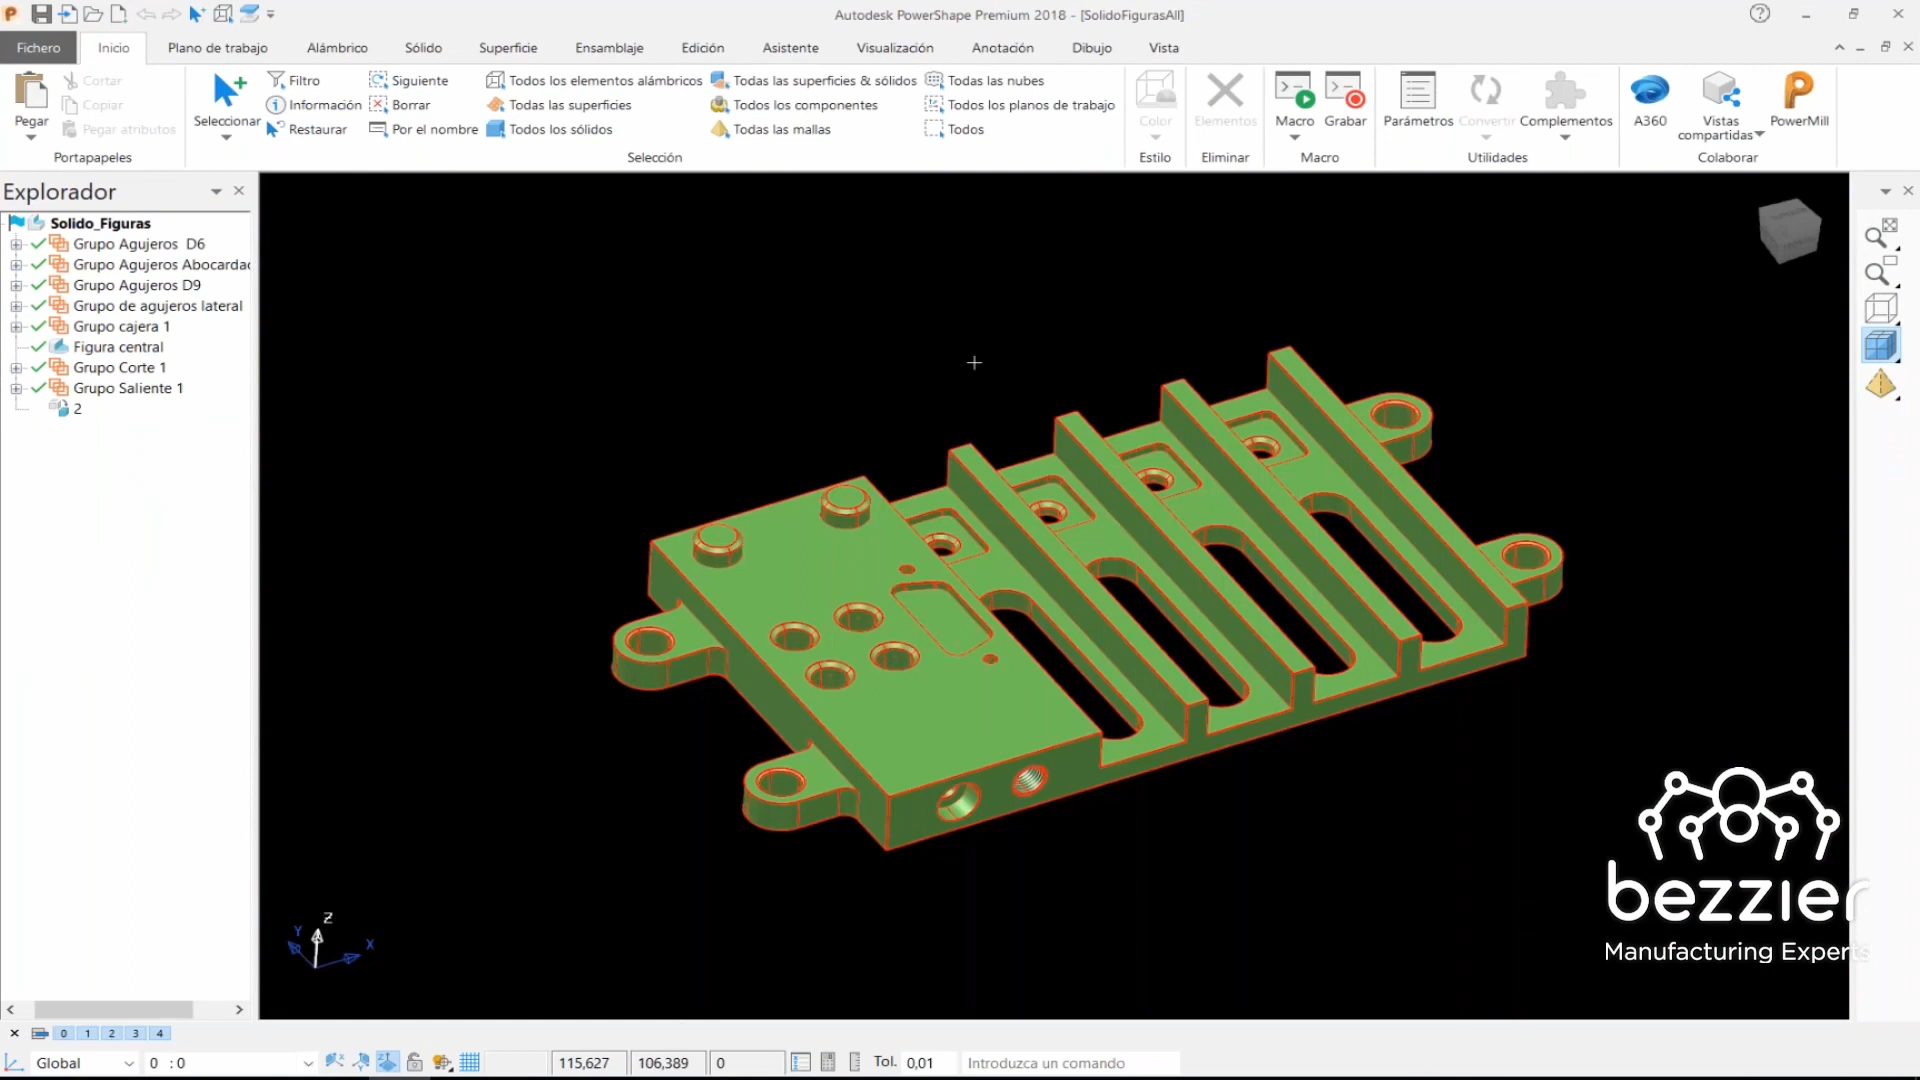 Autodesk PowerShape Premium 2018 - [SolidoFigurasAll]
Fichero Inicio Plano de trabajo Alámbrico Sólido Superficie Ensamblaje Edición Asistente Visualización Anotación Dibujo Vista
Pegar
Cortar
Copiar
Pegar atributos
Portapapeles
Seleccionar
Filtro
Información
Restaurar
Siguiente
Borrar
Por el nombre
Todos los elementos alámbricos
Todas las superficies
Todos los sólidos
Todas las superficies & sólidos
Todos los componentes
Todas las mallas
Todas las nubes
Todos los planos de trabajo
Todos
Selección
Color
Estilo
Elementos
Eliminar
Macro
Grabar
Macro
Parámetros
Convertir
Complementos
Utilidades
A360
Vistas
compartidas
PowerMill
Colaborar
Explorador
Solido_Figuras
Grupo Agujeros D6
Grupo Agujeros Abocardac
Grupo Agujeros D9
Grupo de agujeros lateral
Grupo cajera 1
Figura central
Grupo Corte 1
Grupo Saliente 1
2
Z
Y
X
bezzier
Manufacturing Experts
0 1 2 3 4
Global 0 :0 115,627 106,389 0 Tol. 0,01 Introduzca un comando